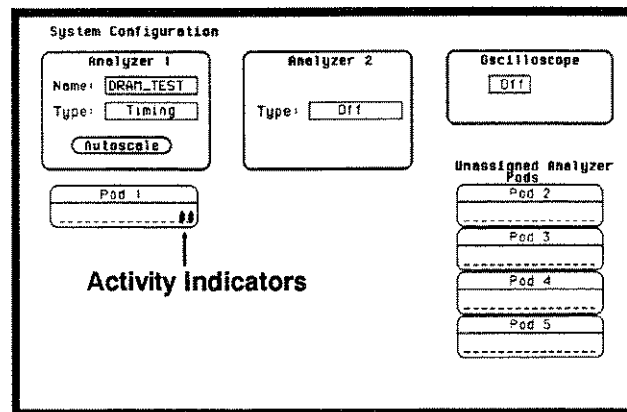 System Configuration
Analyzer 1
Name: DRAM_TEST
Type: Timing
Autoscale
Analyzer 2
Type: Off
Oscilloscope
Off
Pod 1
Activity Indicators
Unassigned Analyzer
Pods
Pod 2
Pod 3
Pod 4
Pod 5